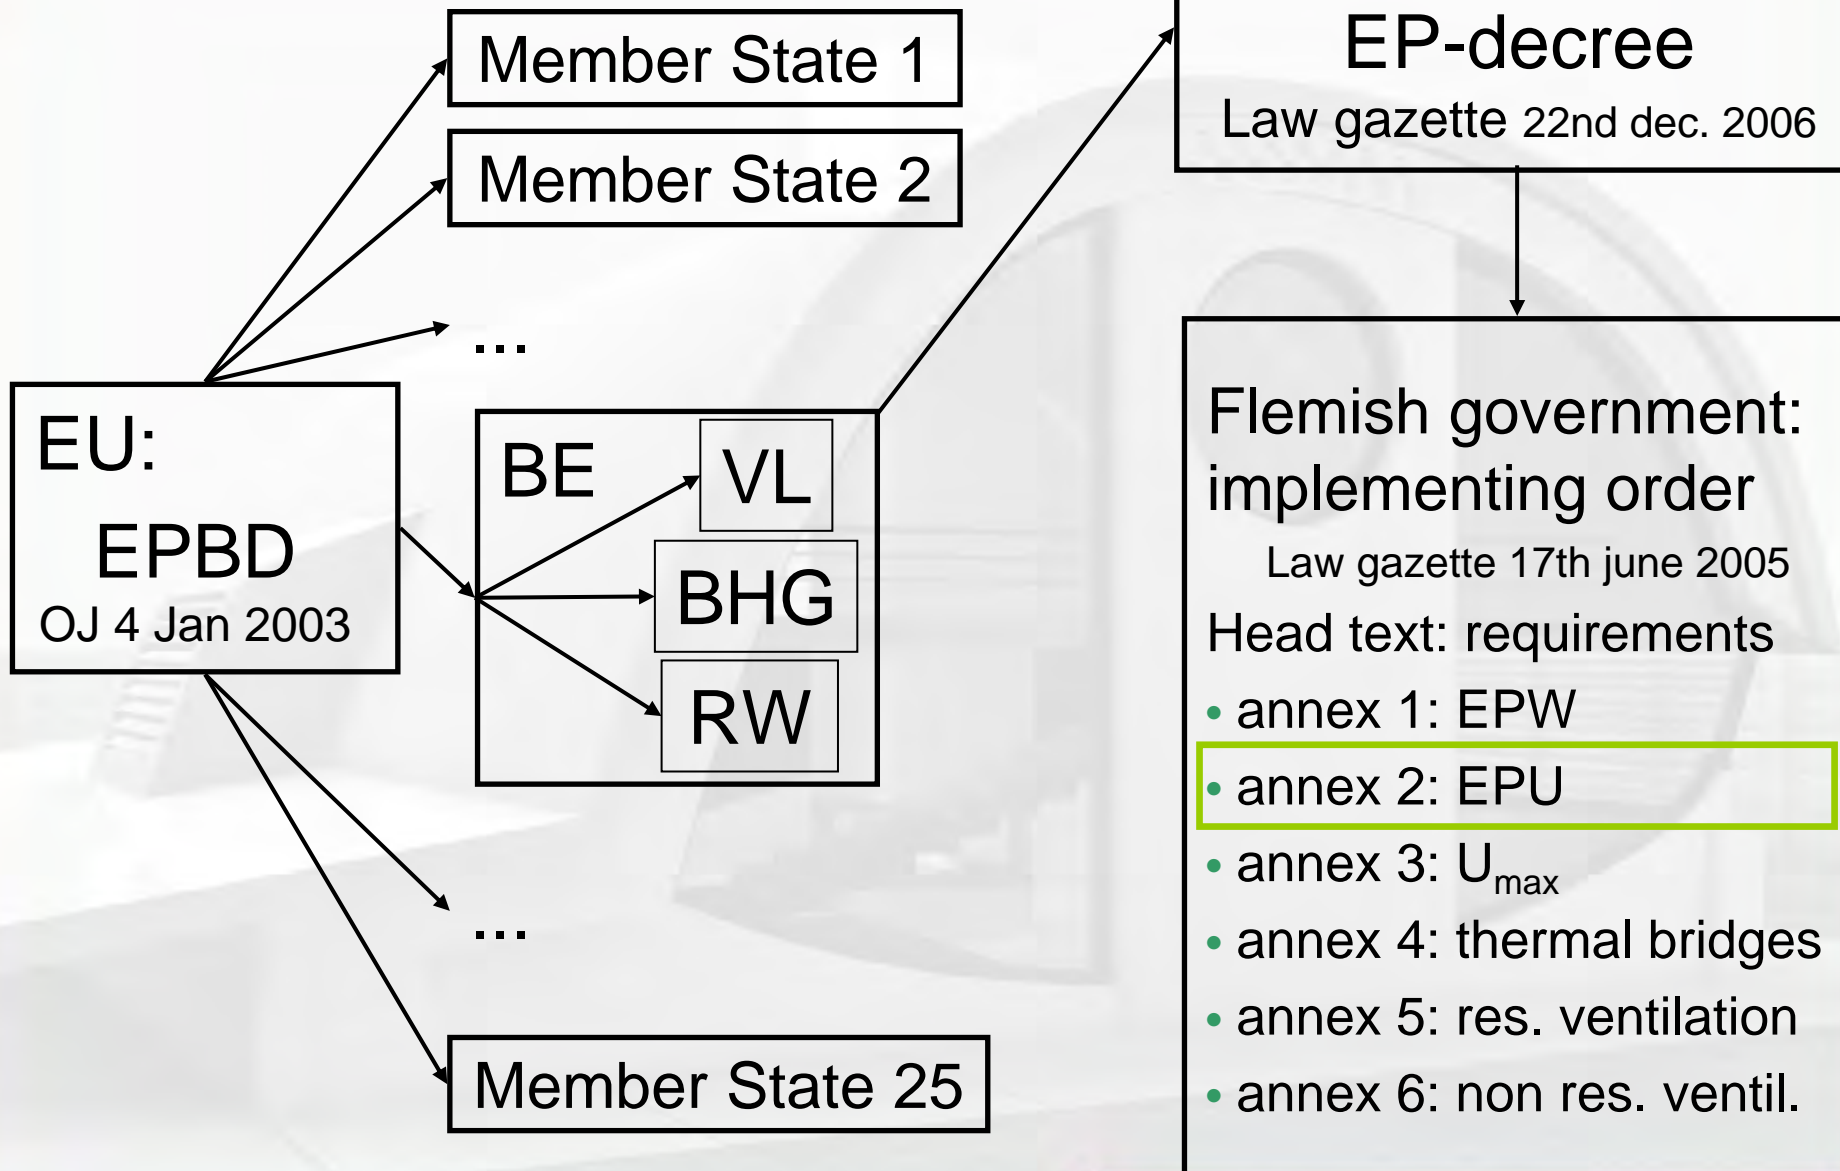 Member State 1
Member State 2
...
EU:
EPBD
OJ 4 Jan 2003
BE
VL
BHG
RW
...
Member State 25
EP-decree
Law gazette 22nd dec. 2006
Flemish government:
implementing order
Law gazette 17th june 2005
Head text: requirements
• annex 1: EPW
• annex 2: EPU
• annex 3: Umax
• annex 4: thermal bridges
• annex 5: res. ventilation
• annex 6: non res. ventil.